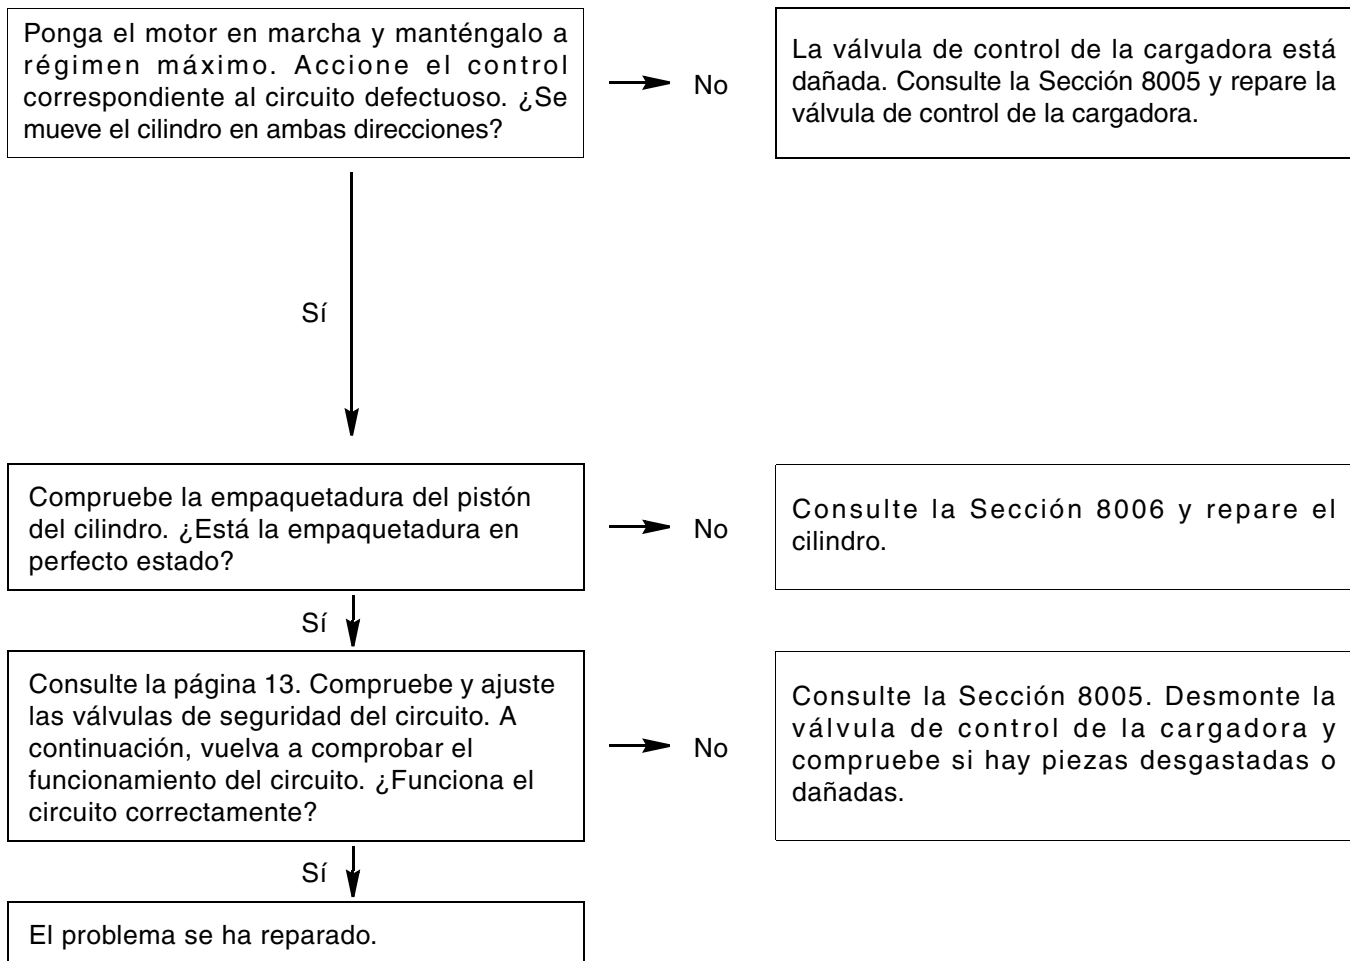 Ponga el motor en marcha y manténgalo a
régimen máximo. Accione el control
correspondiente al circuito defectuoso. ¿Se
mueve el cilindro en ambas direcciones?
No
La válvula de control de la cargadora está
dañada. Consulte la Sección 8005 y repare la
válvula de control de la cargadora.
Sí
Compruebe la empaquetadura del pistón
del cilindro. ¿Está la empaquetadura en
perfecto estado?
No
Consulte la Sección 8006 y repare el
cilindro.
Sí
Consulte la página 13. Compruebe y ajuste
las válvulas de seguridad del circuito. A
continuación, vuelva a comprobar el
funcionamiento del circuito. ¿Funciona el
circuito correctamente?
No
Consulte la Sección 8005. Desmonte la
válvula de control de la cargadora y
compruebe si hay piezas desgastadas o
dañadas.
Sí
El problema se ha reparado.